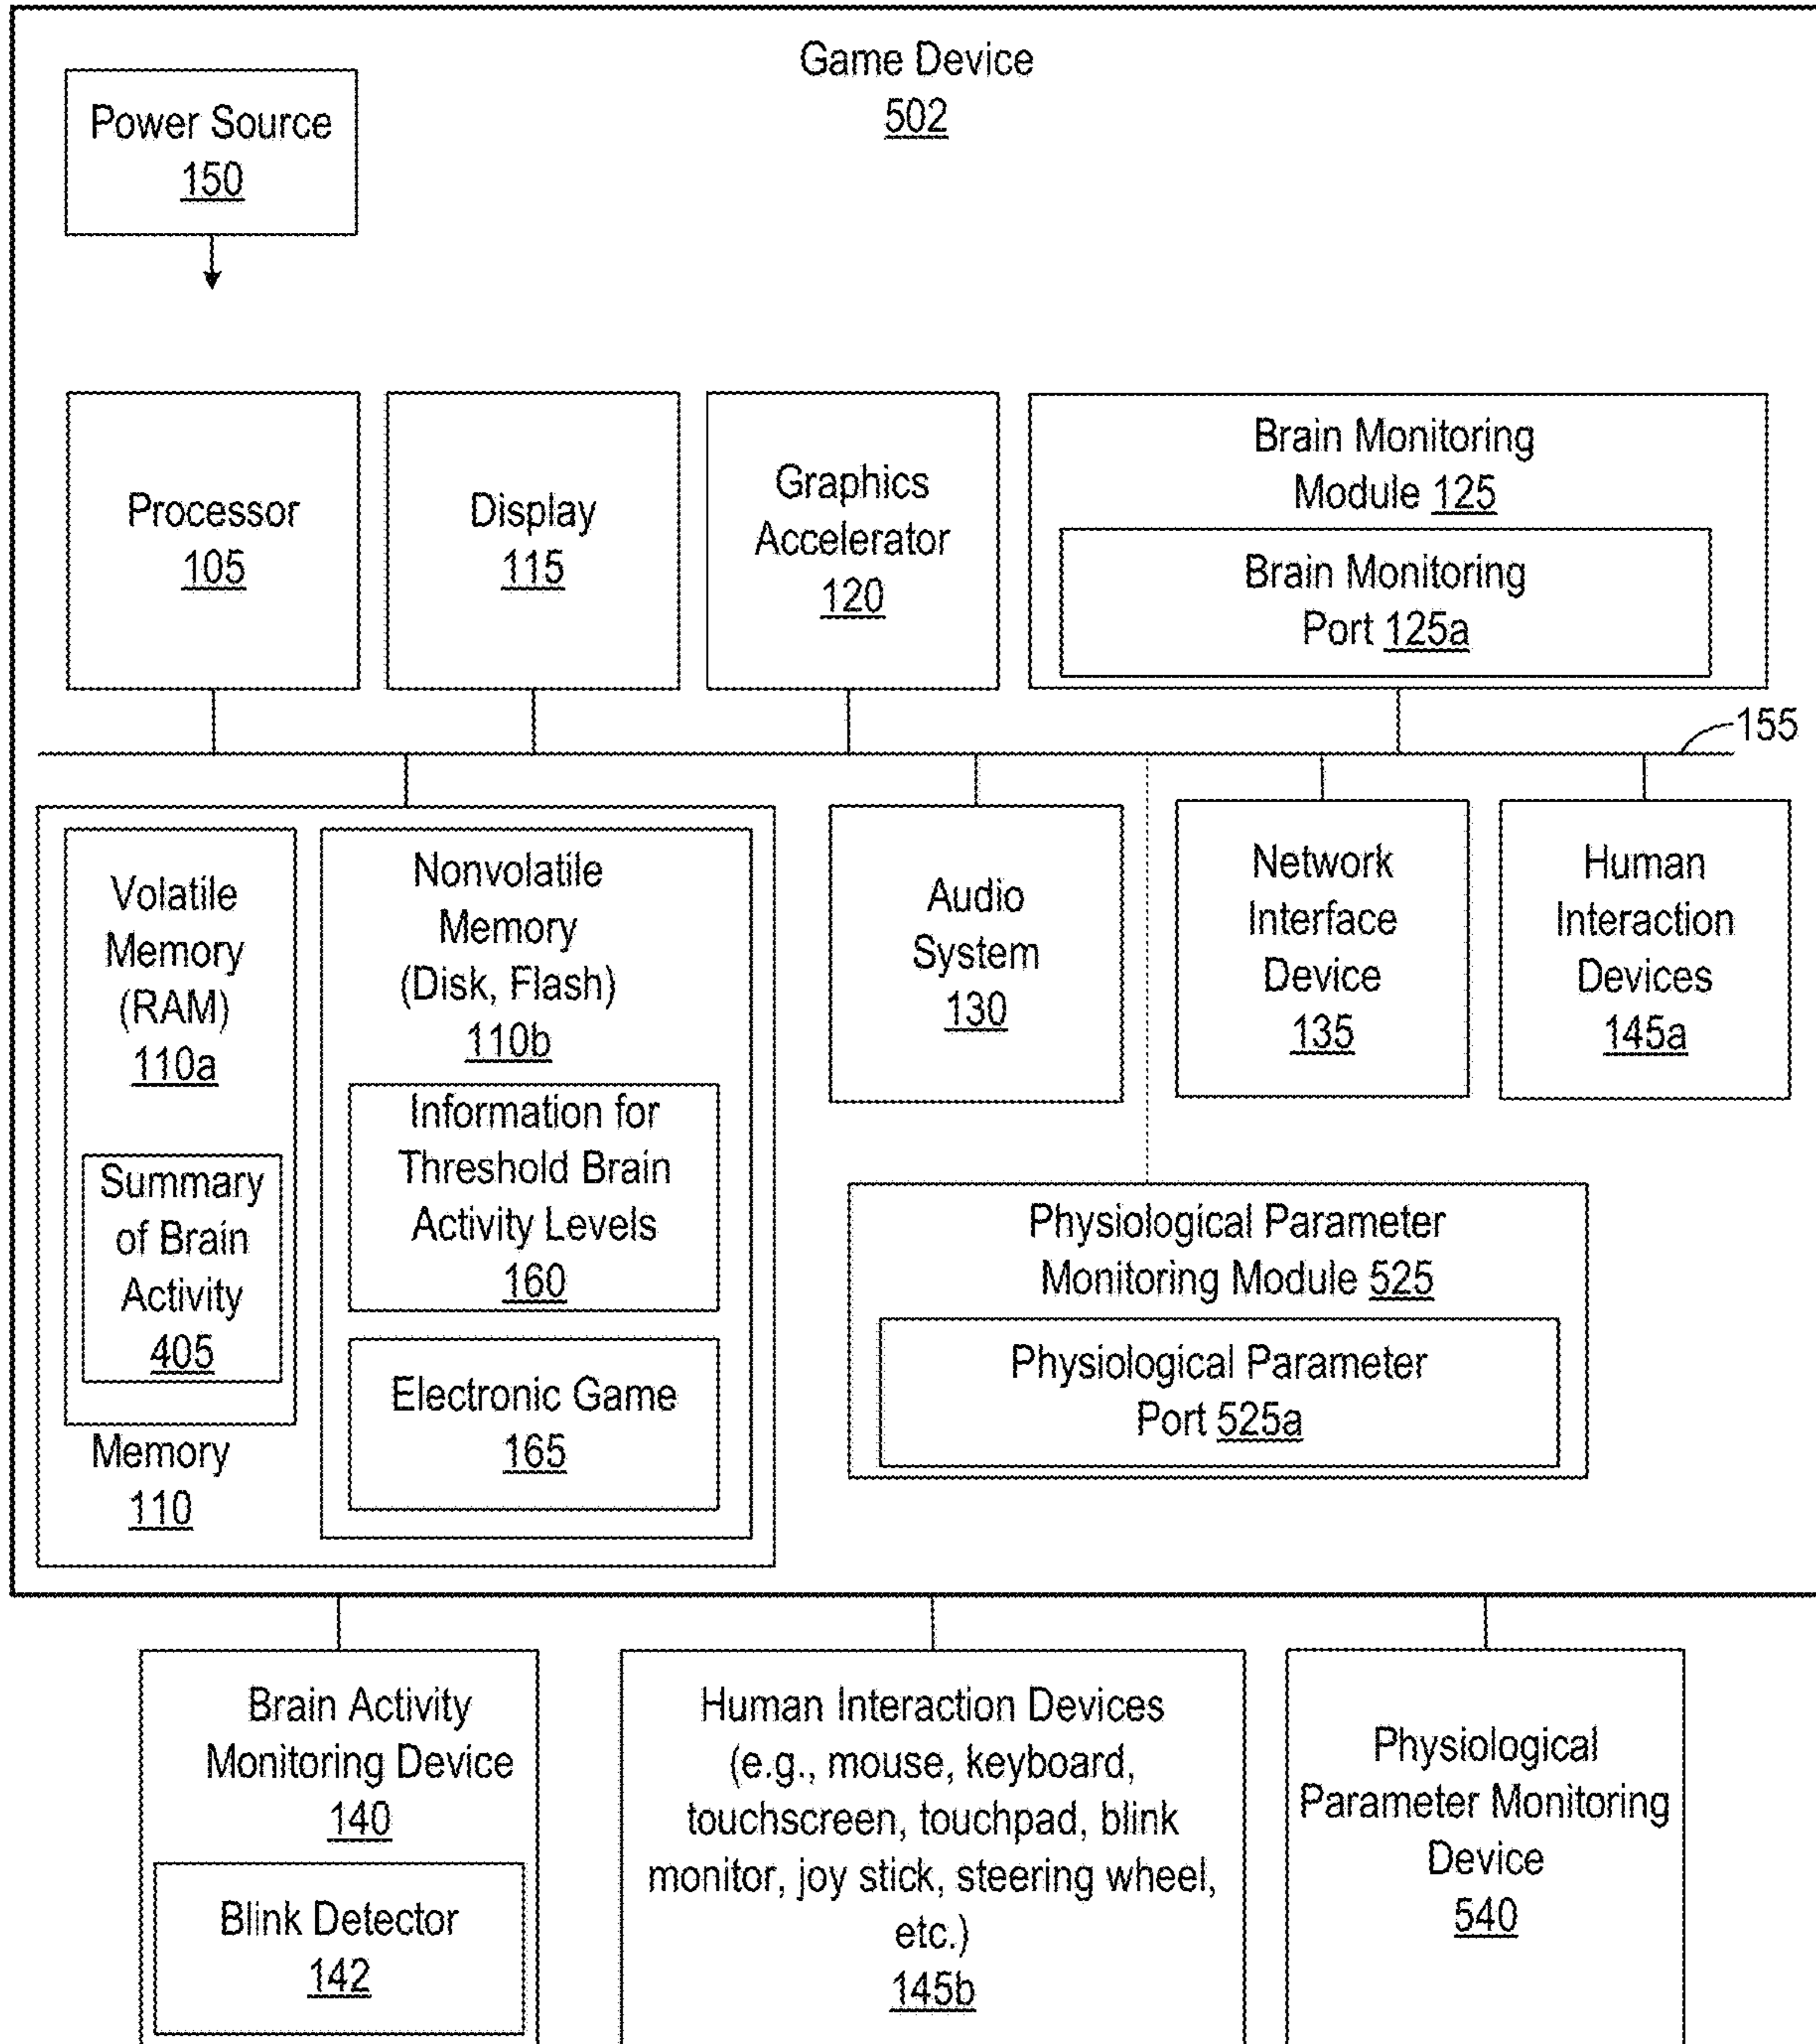 Game Device
502
Power Source
150
Processor
105
Display
115
Graphics
Accelerator
120
Brain Monitoring
Module 125
Brain Monitoring
Port 125a
155
Volatile
Memory
(RAM)
110a
Summary
of Brain
Activity
405
Memory
110
Nonvolatile
Memory
(Disk, Flash)
110b
Information for
Threshold Brain
Activity Levels
160
Electronic Game
165
Audio
System
130
Network
Interface
Device
135
Human
Interaction
Devices
145a
Physiological Parameter
Monitoring Module 525
Physiological Parameter
Port 525a
Brain Activity
Monitoring Device
140
Blink Detector
142
Human Interaction Devices
(e.g., mouse, keyboard,
touchscreen, touchpad, blink
monitor, joy stick, steering wheel,
etc.)
145b
Physiological
Parameter Monitoring
Device
540